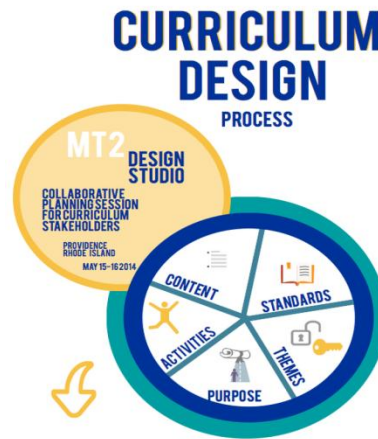 CURRICULUM
DESIGN
PROCESS
MT2 DESIGN
STUDIO
COLLABORATIVE
PLANNING SESSION
FOR CURRICULUM
STAKEHOLDERS
PROVIDENCE
RHODE ISLAND
MAY 15-16 2014
CONTENT
STANDARDS
ACTIVITIES
THEMES
PURPOSE